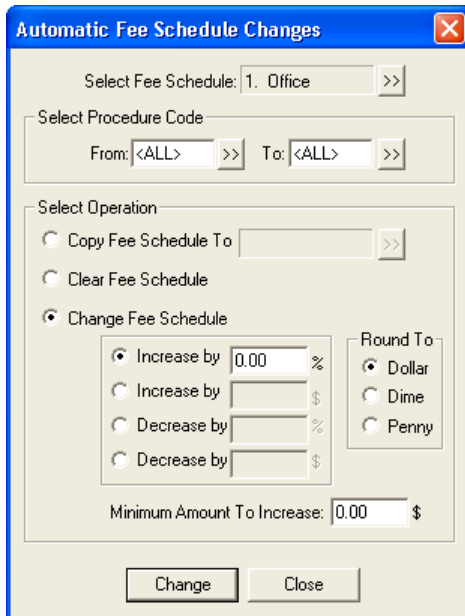 Automatic Fee Schedule Changes
Select Fee Schedule: 1. Office >>
Select Procedure Code
From: <ALL> >> To: <ALL> >>
Select Operation
Copy Fee Schedule To >>
Clear Fee Schedule
Change Fee Schedule
Increase by 0.00 %
Increase by $
Decrease by %
Decrease by $
Round To
Dollar
Dime
Penny
Minimum Amount To Increase: 0.00 $
Change Close